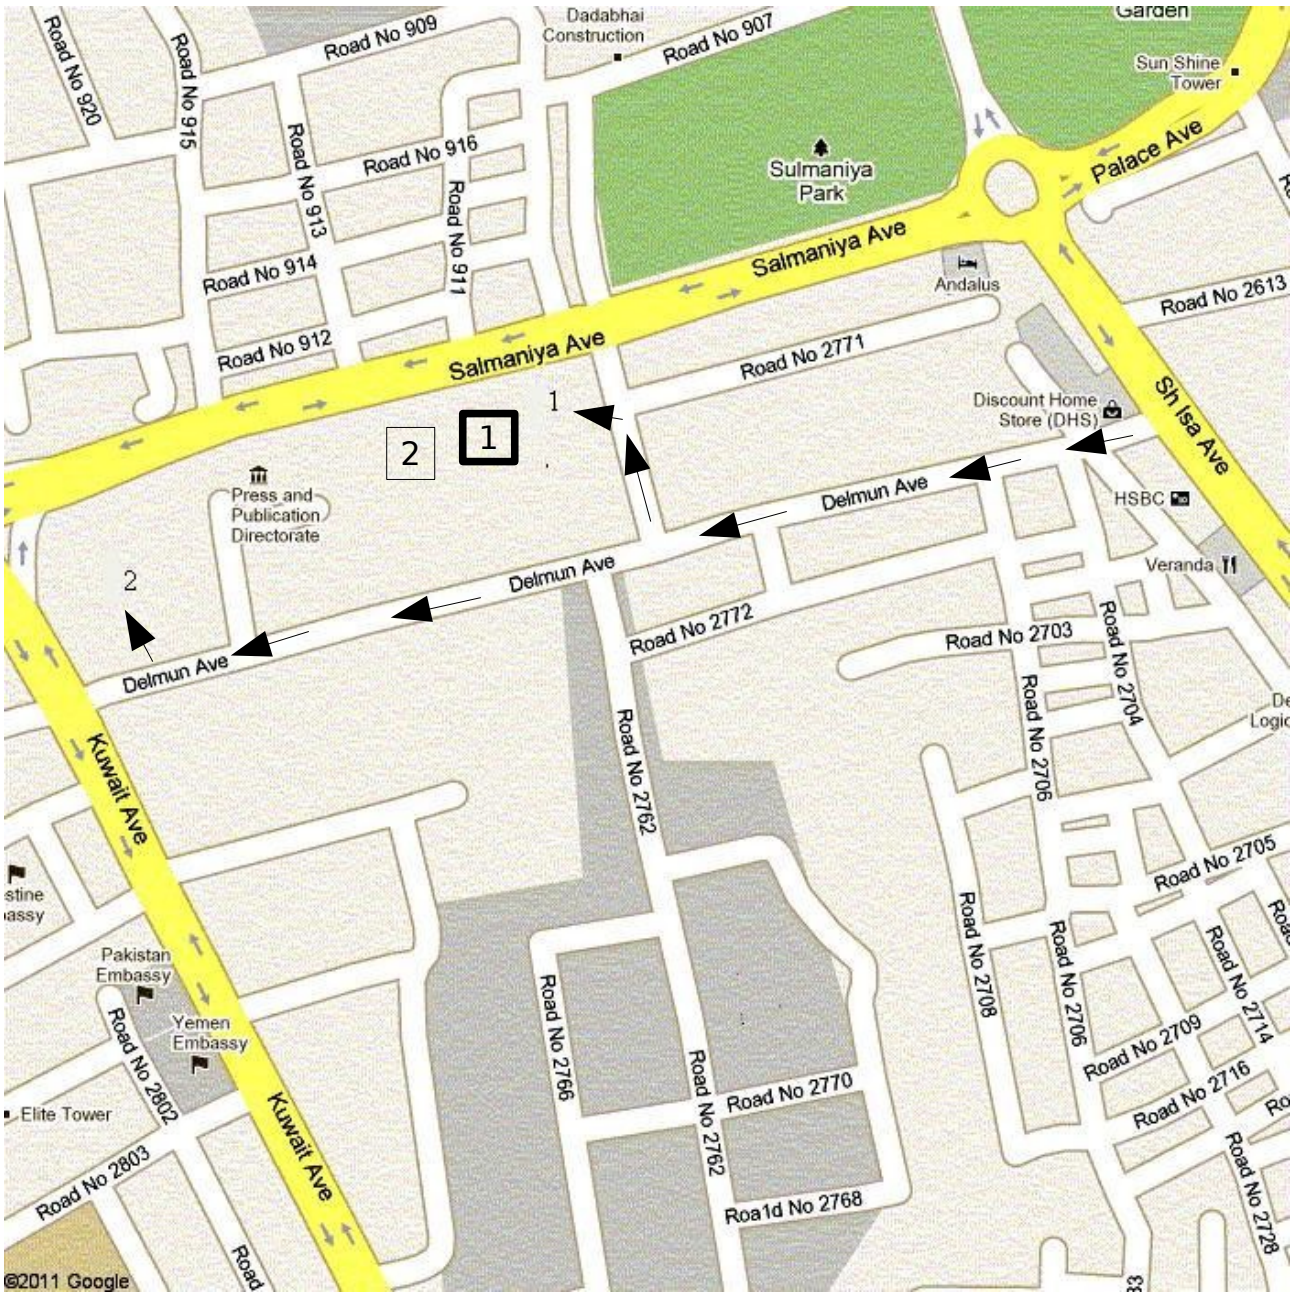 Garden
Dadabhai
Construction
Road No 909
Road No 907
Road No 920
Road No 915
Sun Shine
Tower
Road No 913
Road No 916
Palace Ave
Sulmaniya
Park
Road No 911
Salmaniya Ave
Road No 914
Andalus
Road No 2613
Road No 912
Salmaniya Ave
Road No 2771
Sh Isa Ave
1
Discount Home
Store (DHS)
2
1
Press and
Publication
Directorate
Delmun Ave
HSBC
Delmun Ave
Veranda
2
Road No 2772
Road No 2703
Road No 2704
Delmun Ave
Road No 2762
Road No 2706
De
Logic
Kuwait Ave
Road No 2705
stine
assy
Road No 2708
Road No 2706
Road No 2714
Pakistan
Embassy
Road No 2766
Yemen
Embassy
Road No 2802
Road No 2709
Road No 2762
Road No 2770
Road No 2716
Elite Tower
Kuwait Ave
Road No 2803
Road No 2728
Roa1d No 2768
Road
©2011 Google